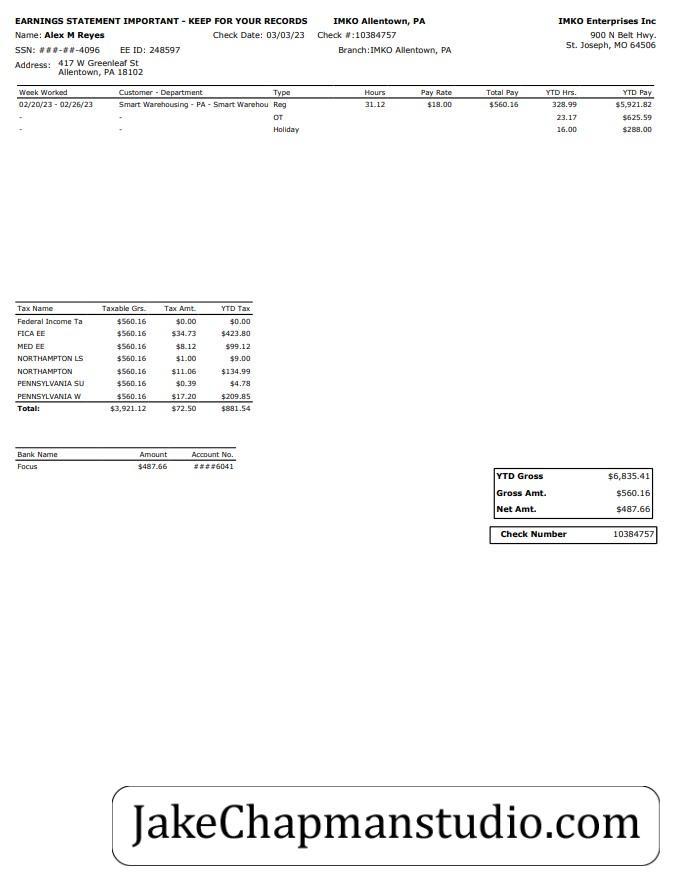 EARNINGS STATEMENT IMPORTANT - KEEP FOR YOUR RECORDS IMKO Allentown, PA IMKO Enterprises Inc
Name: Alex M Reyes Check Date: 03/03/23 Check #:10384757 900 N Belt Hwy.
St. Joseph, MO 64506
SSN: ###-##-4096 EE ID: 248597 Branch:IMKO Allentown, PA
Address: 417 W Greenleaf St
Allentown, PA 18102
Week Worked Customer - Department Type Hours Pay Rate Total Pay YTD Hrs. YTD Pay
02/20/23 - 02/26/23 Smart Warehousing - PA - Smart Warehou Reg 31.12 $18.00 $560.16 328.99 $5,921.82
- - OT 23.17 $625.59
- - Holiday 16.00 $288.00
Tax Name Taxable Grs. Tax Amt. YTD Tax
Federal Income Ta $560.16 $0.00 $0.00
FICA EE $560.16 $34.73 $423.80
MED EE $560.16 $8.12 $99.12
NORTHAMPTON LS $560.16 $1.00 $9.00
NORTHAMPTON $560.16 $11.06 $134.99
PENNSYLVANIA SU $560.16 $0.39 $4.78
PENNSYLVANIA W $560.16 $17.20 $209.85
Total: $3,921.12 $72.50 $881.54
Bank Name Amount Account No.
Focus $487.66 ####6041
YTD Gross $6,835.41
Gross Amt. $560.16
Net Amt. $487.66
Check Number 10384757
JakeChapmanstudio.com